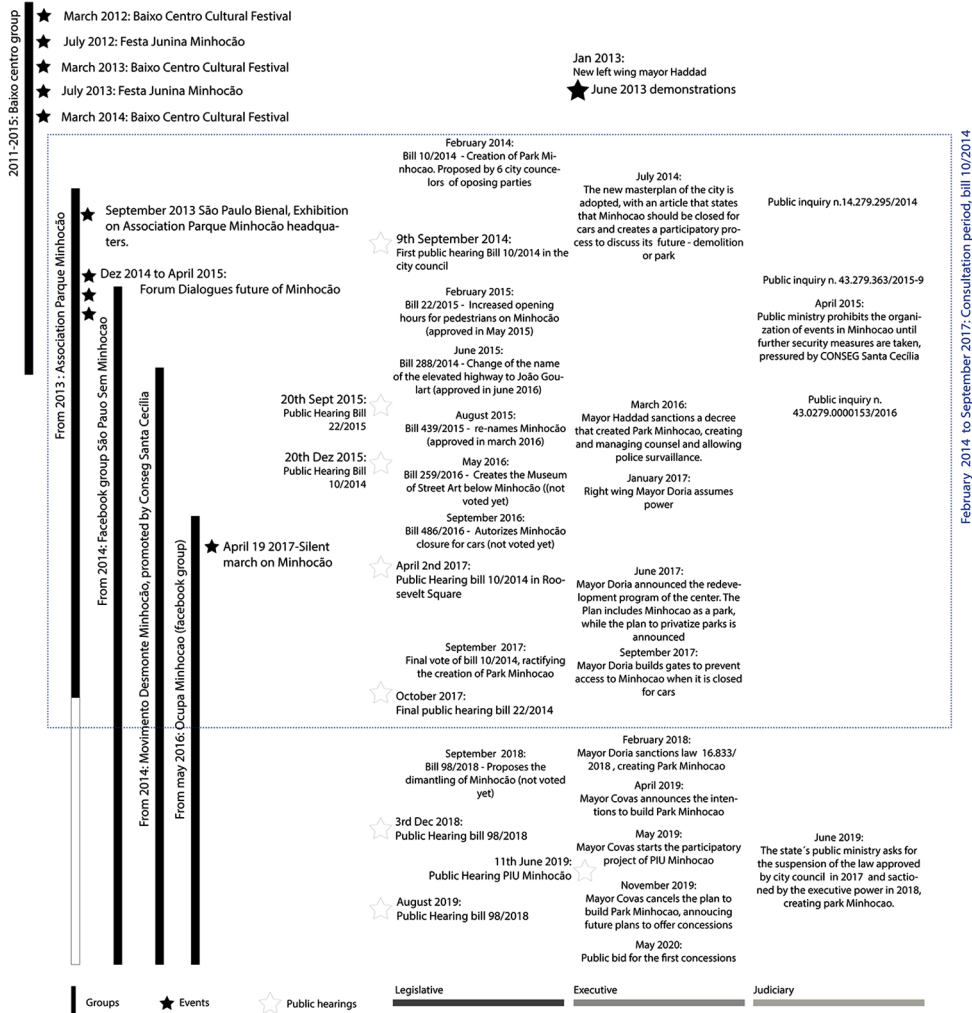 2011-2015: Baixo centro group
March 2012: Baixo Centro Cultural Festival
July 2012: Festa Junina Minhocão
March 2013: Baixo Centro Cultural Festival
July 2013: Festa Junina Minhocão
March 2014: Baixo Centro Cultural Festival
Jan 2013:
New left wing mayor Haddad
June 2013 demonstrations
February 2014 to September 2017: Consultation period, bill 10/2014
From 2013 : Association Parque Minhocão
September 2013 São Paulo Bienal, Exhibition
on Association Parque Minhocão headqua-
ters.
Dez 2014 to April 2015:
Forum Dialogues future of Minhocão
From 2014: Facebook group São Pauo Sem Minhocao
From 2014: Movimento Desmonte Minhocão, promoted by Conseg Santa Cecília
From may 2016: Ocupa Minhocao (facebook group)
April 19 2017-Silent
march on Minhocão
20th Sept 2015:
Public Hearing Bill
22/2015
20th Dez 2015:
Public Hearing Bill
10/2014
February 2014:
Bill 10/2014 - Creation of Park Mi-
nhocao. Proposed by 6 city counce-
lors of oposing parties
9th September 2014:
First public hearing Bill 10/2014 in the
city council
February 2015:
Bill 22/2015 - Increased opening
hours for pedestrians on Minhocão
(approved in May 2015)
June 2015:
Bill 288/2014 - Change of the name
of the elevated highway to João Gou-
lart (approved in june 2016)
August 2015:
Bill 439/2015 - re-names Minhocão
(approved in march 2016)
May 2016:
Bill 259/2016 - Creates the Museum
of Street Art below Minhocão ((not
voted yet)
September 2016:
Bill 486/2016 - Autorizes Minhocão
closure for cars (not voted yet)
April 2nd 2017:
Public Hearing bill 10/2014 in Roo-
sevelt Square
September 2017:
Final vote of bill 10/2014, ractifying
the creation of Park Minhocao
October 2017:
Final public hearing bill 22/2014
September 2018:
Bill 98/2018 - Proposes the
dimantling of Minhocão (not voted
yet)
3rd Dec 2018:
Public Hearing bill 98/2018
11th June 2019:
Public Hearing PIU Minhocão
August 2019:
Public Hearing bill 98/2018
July 2014:
The new masterplan of the city is
adopted, with an article that states
that Minhocao should be closed for
cars and creates a participatory pro-
cess to discuss its future - demolition
or park
March 2016:
Mayor Haddad sanctions a decree
that created Park Minhocao, creating
and managing counsel and allowing
police survaillance.
January 2017:
Right wing Mayor Doria assumes
power
June 2017:
Mayor Doria announced the redeve-
lopment program of the center. The
Plan includes Minhocao as a park,
while the plan to privatize parks is
announced
September 2017:
Mayor Doria builds gates to prevent
access to Minhocao when it is closed
for cars
February 2018:
Mayor Doria sanctions law 16.833/
2018 , creating Park Minhocao
April 2019:
Mayor Covas announces the inten-
tions to build Park Minhocao
May 2019:
Mayor Covas starts the participatory
project of PIU Minhocao
November 2019:
Mayor Covas cancels the plan to
build Park Minhocao, annoucing
future plans to offer concessions
May 2020:
Public bid for the first concessions
Public inquiry n.14.279.295/2014
Public inquiry n. 43.279.363/2015-9
April 2015:
Public ministry prohibits the organi-
zation of events in Minhocao until
further security measures are taken,
pressured by CONSEG Santa Cecília
Public inquiry n.
43.0279.0000153/2016
June 2019:
The state´s public ministry asks for
the suspension of the law approved
by city council in 2017 and sactio-
ned by the executive power in 2018,
creating park Minhocao.
Groups
Events
Public hearings
Legislative
Executive
Judiciary